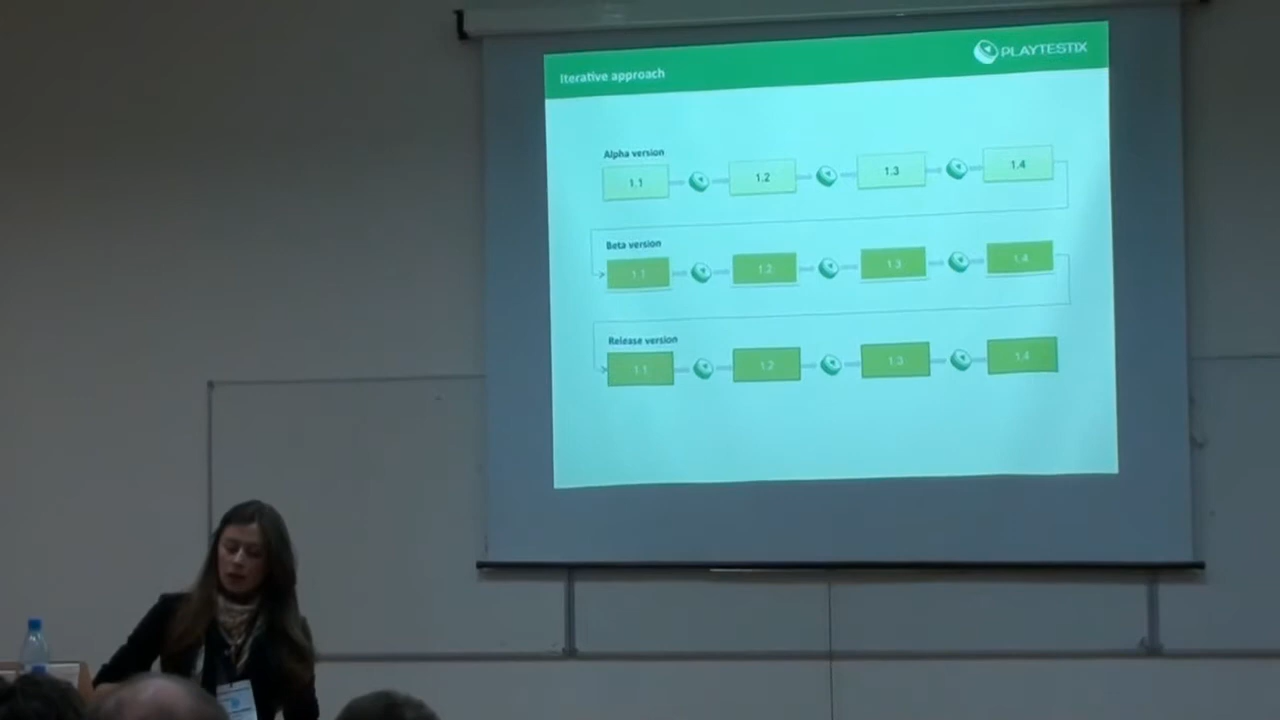 PLAYTESTIX
Iterative approach
Alpha version
1.1 1.2 1.3 1.4
Beta version
1.1 1.2 1.3 1.4
Release version
1.1 1.2 1.3 1.4